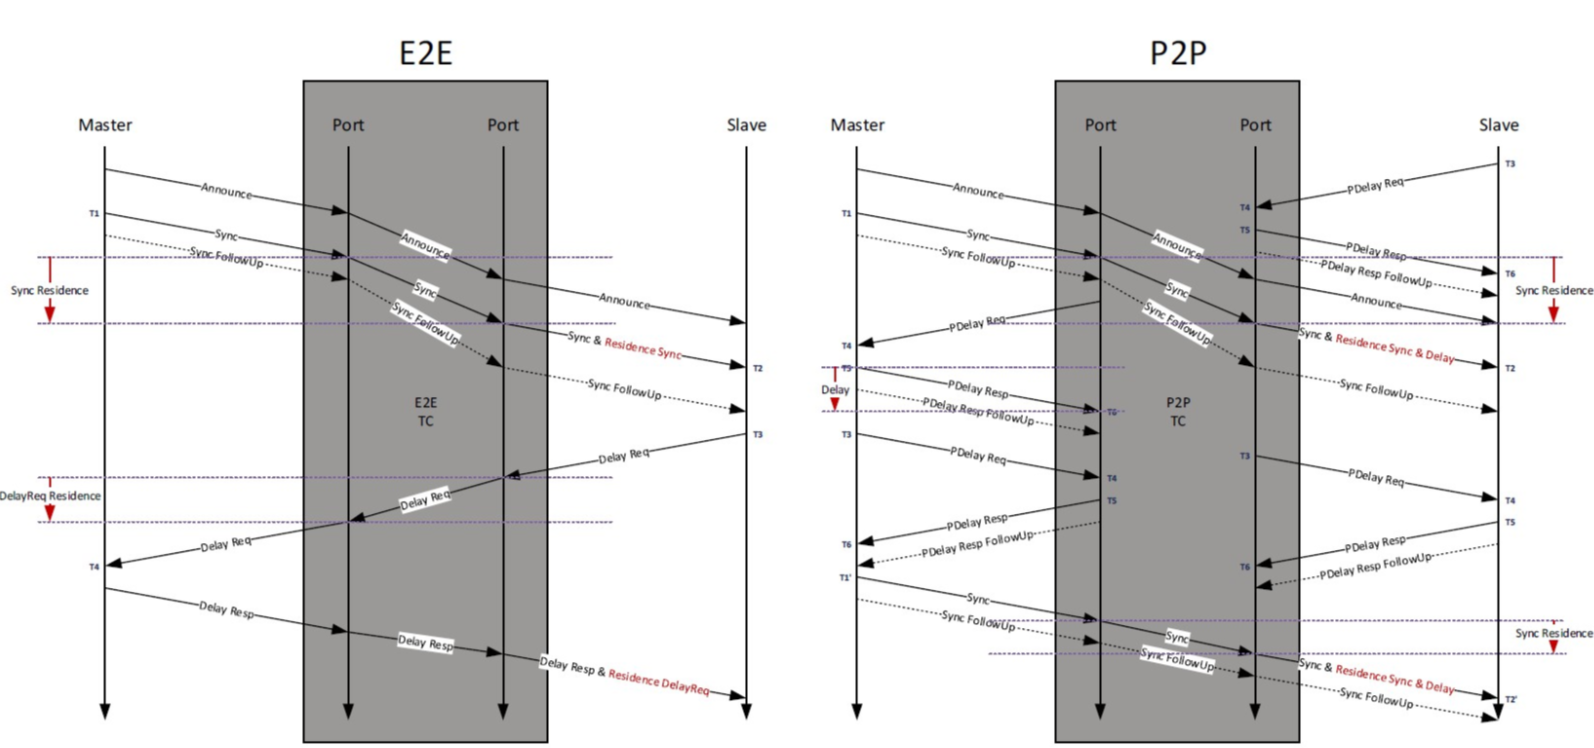 E2E
Master
Port
Port
Slave
Announce
T1
Sync
Announce
Sync FollowUp
Sync Residence
Sync
Announce
Sync FollowUp
Sync & Residence Sync
T2
Sync FollowUp
E2E
TC
T3
Delay Req
DelayReq Residence
Delay Req
Delay Req
T4
Delay Resp
Delay Resp
Delay Resp & Residence DelayReq
P2P
Master
Port
Port
Slave
T3
PDelay Req
Announce
T4
T1
T5
Sync
Announce
PDelay Resp
Sync FollowUp
PDelay Resp FollowUp
T6
Sync Residence
Sync
Announce
PDelay Req
Sync FollowUp
Sync & Residence Sync & Delay
T4
T5
T2
Delay
PDelay Resp
Sync FollowUp
PDelay Resp FollowUp
T6
P2P
TC
T3
PDelay Req
T3
PDelay Req
T4
T5
T4
PDelay Resp
T5
T6
PDelay Resp FollowUp
PDelay Resp
T6
PDelay Resp FollowUp
T1'
Sync
Sync FollowUp
Sync
Sync Residence
Sync FollowUp
Sync & Residence Sync & Delay
Sync FollowUp
T2'